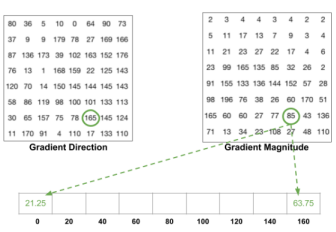 80 36 5 10 0 64 90 73
37 9 9 179 78 27 169 166
87 136 173 39 102 163 152 176
76 13 1 168 159 22 125 143
120 70 14 150 145 144 145 143
58 86 119 98 100 101 133 113
30 65 157 75 78 165 145 124
11 170 91 4 110 17 133 110
Gradient Direction
2 3 4 4 3 4 2 2
5 11 17 13 7 9 3 4
11 21 23 27 22 17 4 6
23 99 165 135 85 32 26 2
91 155 133 136 144 152 57 28
98 196 76 38 26 60 170 51
165 60 60 27 77 85 43 136
71 13 34 23 108 27 48 110
Gradient Magnitude
21.25 63.75
0 20 40 60 80 100 120 140 160